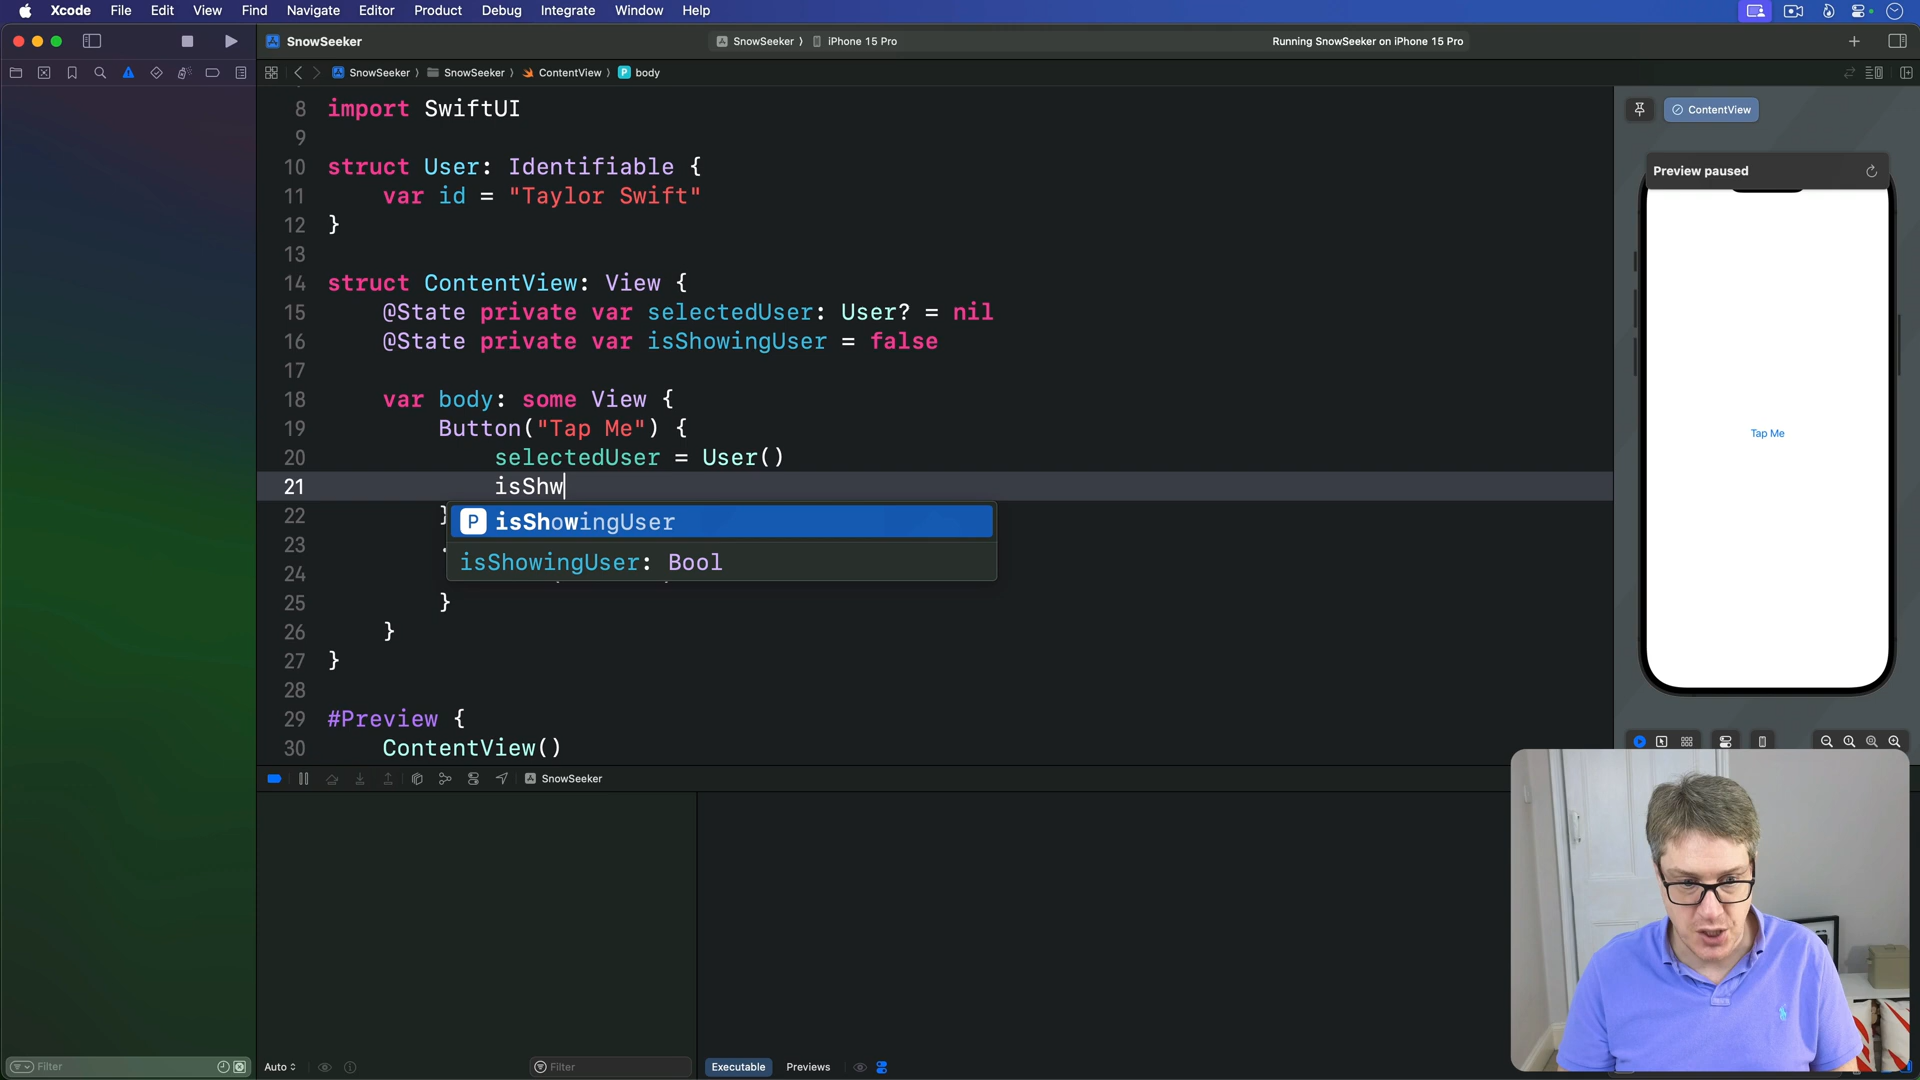 Xcode File Edit View Find Navigate Editor Product Debug Integrate Window Help
SnowSeeker
SnowSeeker ⟩ iPhone 15 Pro
Running SnowSeeker on iPhone 15 Pro
SnowSeeker ⟩ SnowSeeker ⟩ ContentView ⟩ P body
8 import SwiftUI
9
10 struct User: Identifiable {
11 var id = "Taylor Swift"
12 }
13
14 struct ContentView: View {
15 @State private var selectedUser: User? = nil
16 @State private var isShowingUser = false
17
18 var body: some View {
19 Button("Tap Me") {
20 selectedUser = User()
21 isShw
22 }
P isShowingUser
23
isShowingUser: Bool
24
25 }
26 }
27 }
28
29 #Preview {
30 ContentView()
ContentView
Preview paused
Tap Me
SnowSeeker
Filter
Auto
Filter
Executable
Previews